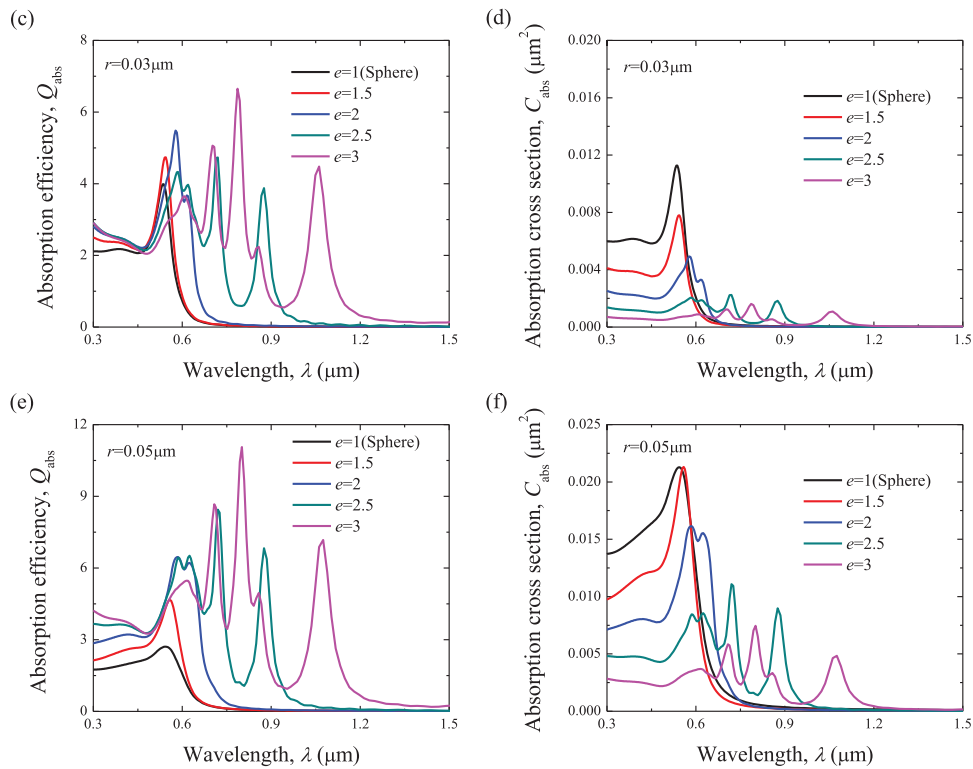 (c)
Absorption efficiency, Q_abs
8
6
4
2
0
r=0.03μm
e=1(Sphere)
e=1.5
e=2
e=2.5
e=3
0.3 0.6 0.9 1.2 1.5
Wavelength, λ (μm)
(d)
Absorption cross section, C_abs (μm²)
0.020
0.016
0.012
0.008
0.004
0.000
r=0.03μm
e=1(Sphere)
e=1.5
e=2
e=2.5
e=3
0.3 0.6 0.9 1.2 1.5
Wavelength, λ (μm)
(e)
Absorption efficiency, Q_abs
12
9
6
3
0
r=0.05μm
e=1(Sphere)
e=1.5
e=2
e=2.5
e=3
0.3 0.6 0.9 1.2 1.5
Wavelength, λ (μm)
(f)
Absorption cross section, C_abs (μm²)
0.025
0.020
0.015
0.010
0.005
0.000
r=0.05μm
e=1(Sphere)
e=1.5
e=2
e=2.5
e=3
0.3 0.6 0.9 1.2 1.5
Wavelength, λ (μm)